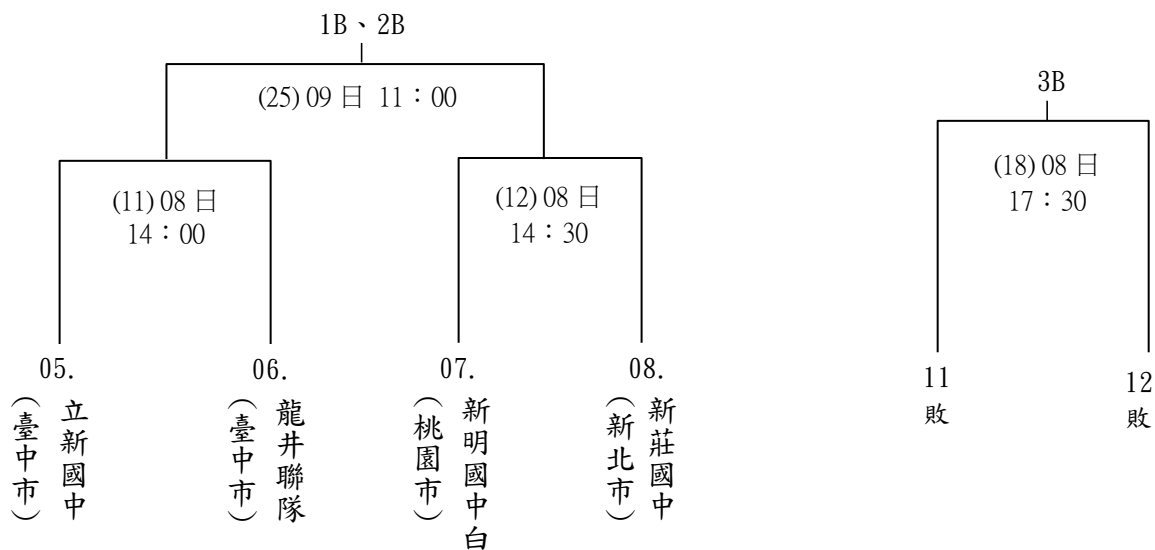 1B、2B
(25) 09 日 11：00
(11) 08 日
14：00
(12) 08 日
14：30
05.
立新國中
（臺中市）
06.
龍井聯隊
（臺中市）
07.
新明國中白
（桃園市）
08.
新莊國中
（新北市）
3B
(18) 08 日
17：30
11
敗
12
敗